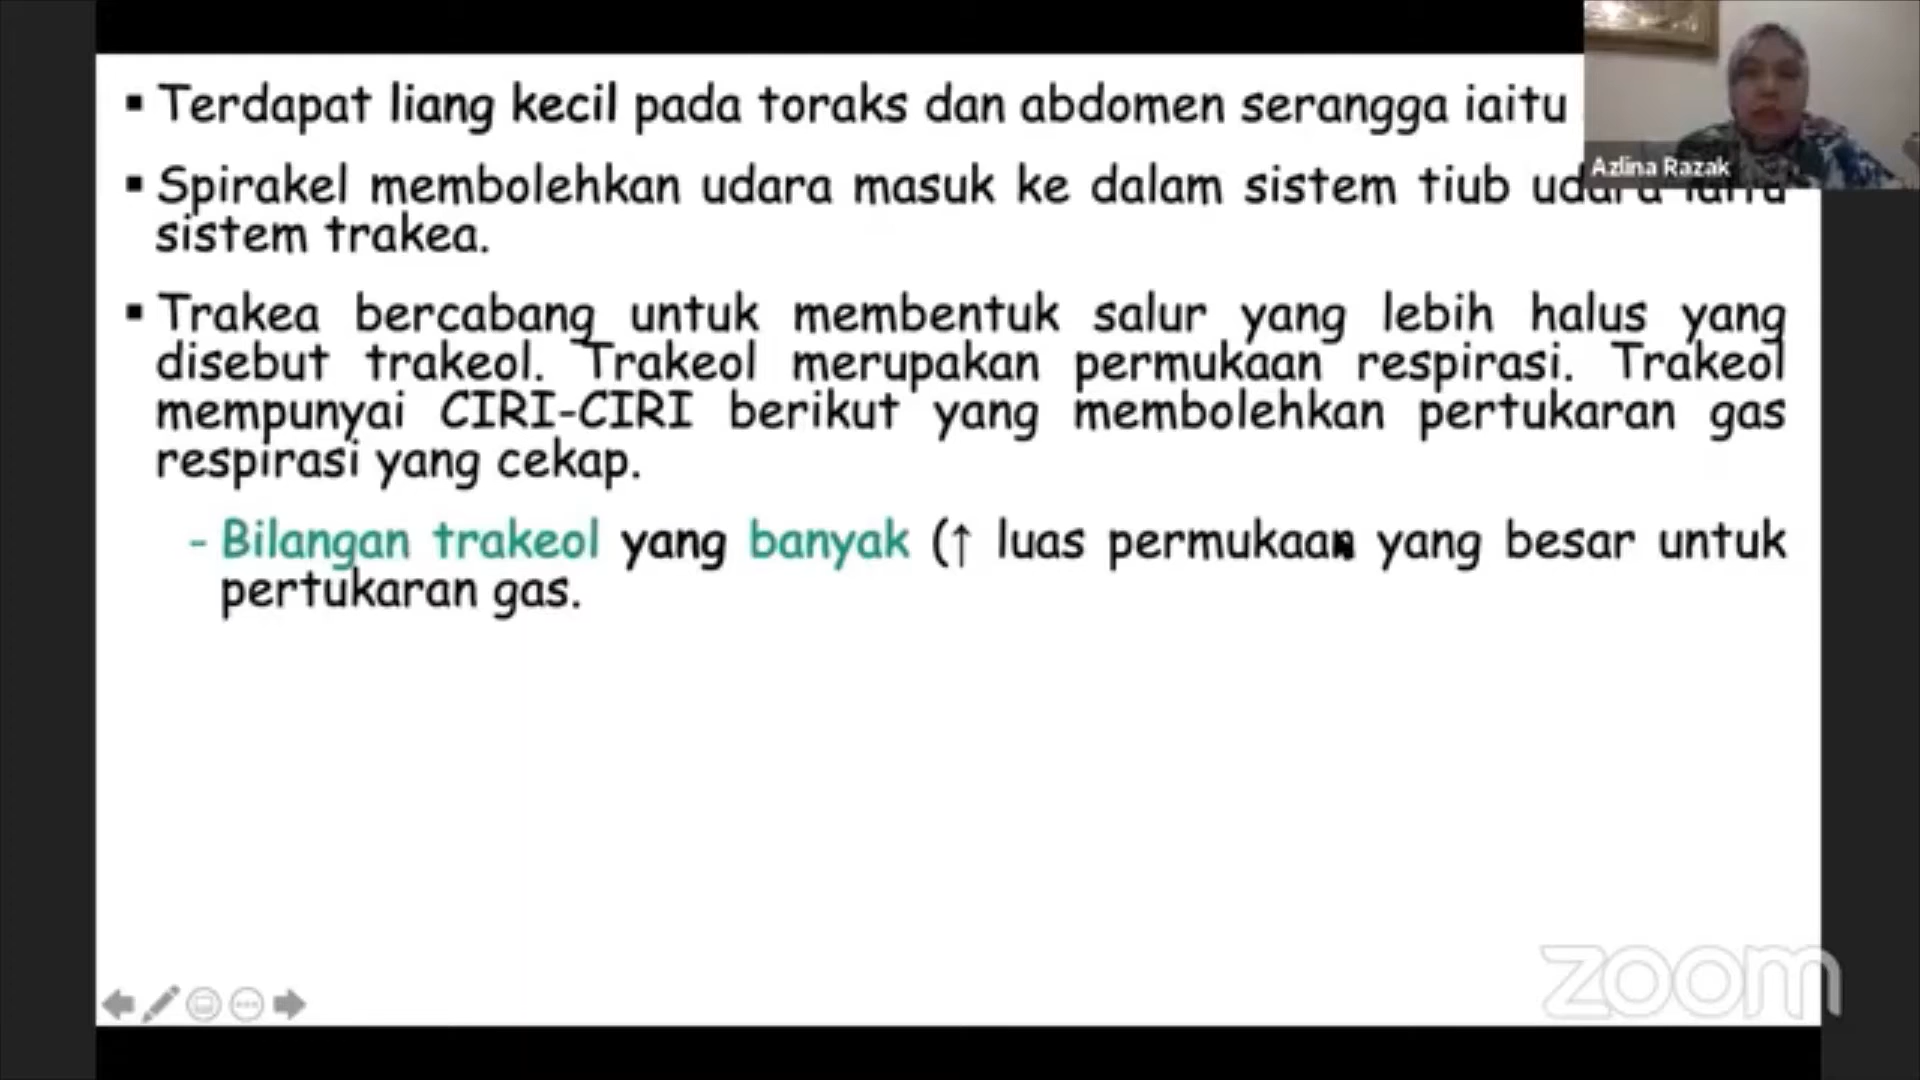 ▪ Terdapat liang kecil pada toraks dan abdomen serangga iaitu
Azlina Razak
▪ Spirakel membolehkan udara masuk ke dalam sistem tiub udara iaitu
sistem trakea.
▪ Trakea bercabang untuk membentuk salur yang lebih halus yang
disebut trakeol. Trakeol merupakan permukaan respirasi. Trakeol
mempunyai CIRI-CIRI berikut yang membolehkan pertukaran gas
respirasi yang cekap.
- Bilangan trakeol yang banyak (↑ luas permukaan yang besar untuk
pertukaran gas.
zoom